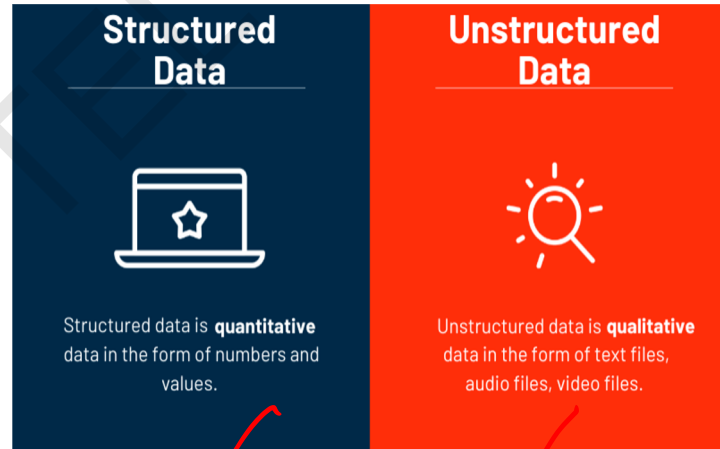 Structured
Data
Structured data is quantitative
data in the form of numbers and
values.
Unstructured
Data
Unstructured data is qualitative
data in the form of text files,
audio files, video files.